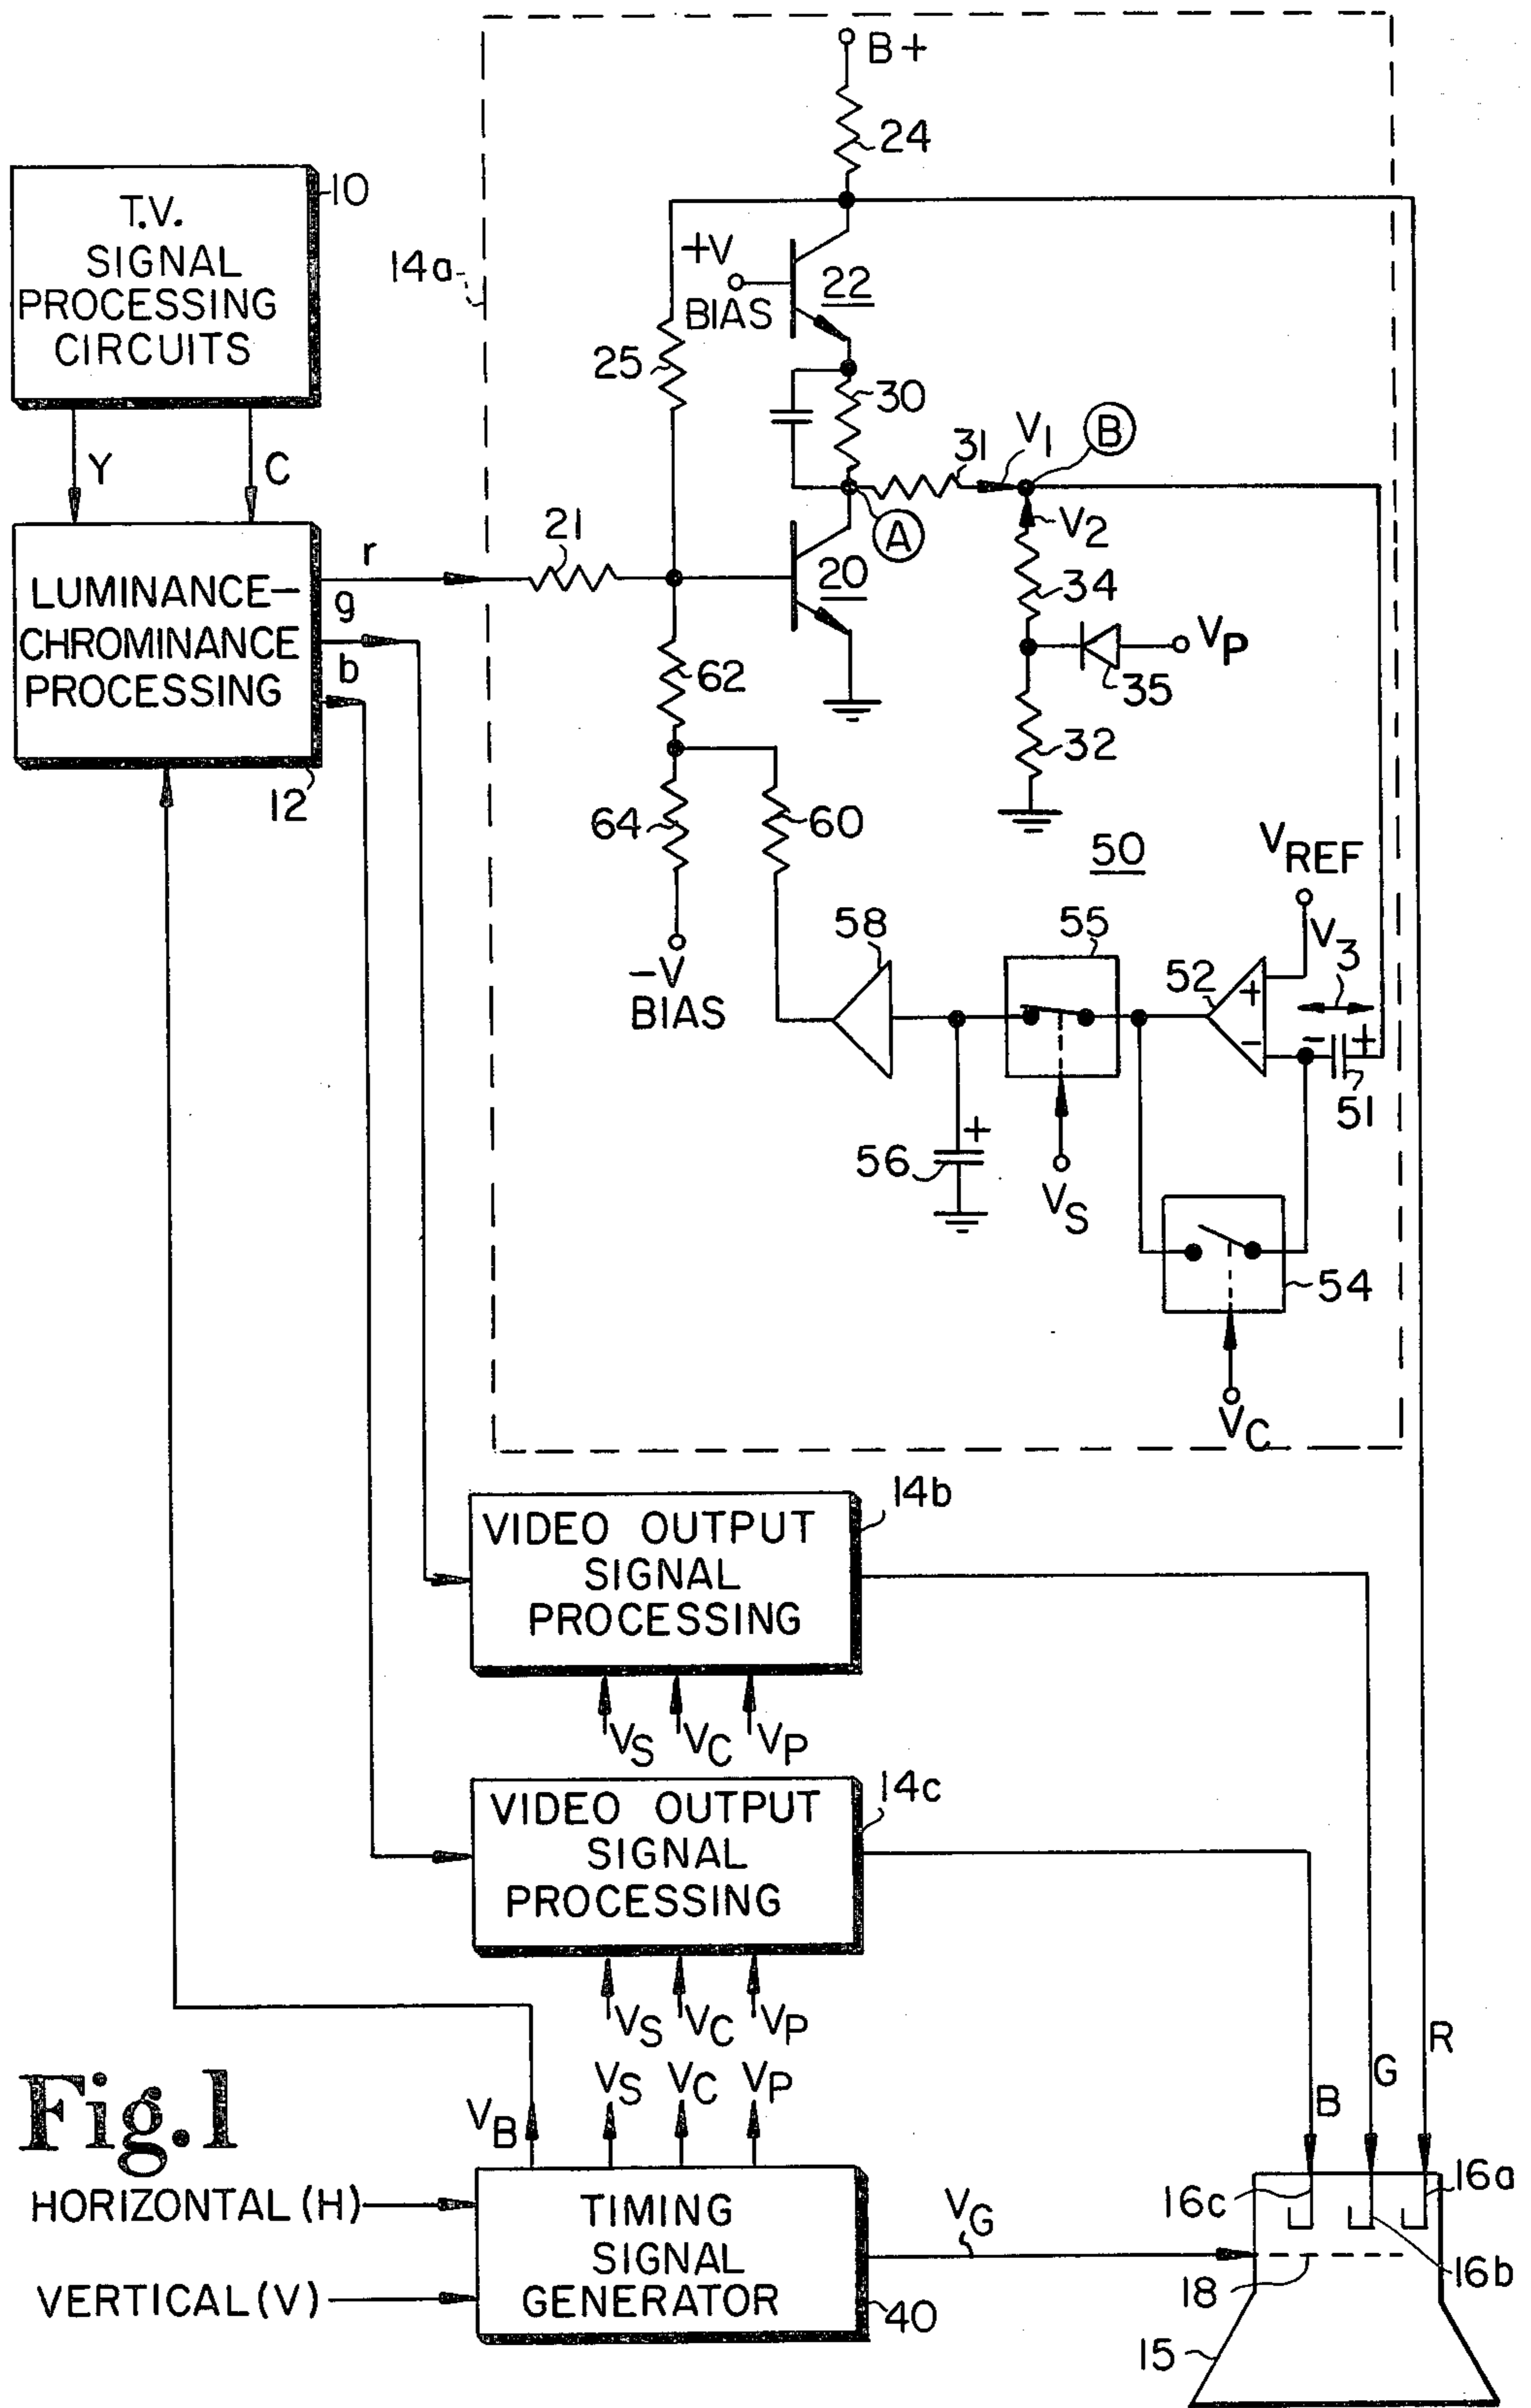 B+
24
10
T.V.
SIGNAL
PROCESSING
CIRCUITS
14a
+V
BIAS
22
25
30
Y
C
31
V1
B
A
V2
21
r
LUMINANCE-
CHROMINANCE
PROCESSING
g
b
20
34
VP
35
62
32
12
64
60
50
VREF
V3
58
55
52
+
-
-V
BIAS
- +
51
+
56
VS
54
VC
14b
VIDEO OUTPUT
SIGNAL
PROCESSING
VS VC VP
14c
VIDEO OUTPUT
SIGNAL
PROCESSING
VS VC VP
VB VS VC VP
B
G
R
Fig.1
HORIZONTAL (H)
VERTICAL (V)
TIMING
SIGNAL
GENERATOR
40
VG
16c
16a
16b
18
15